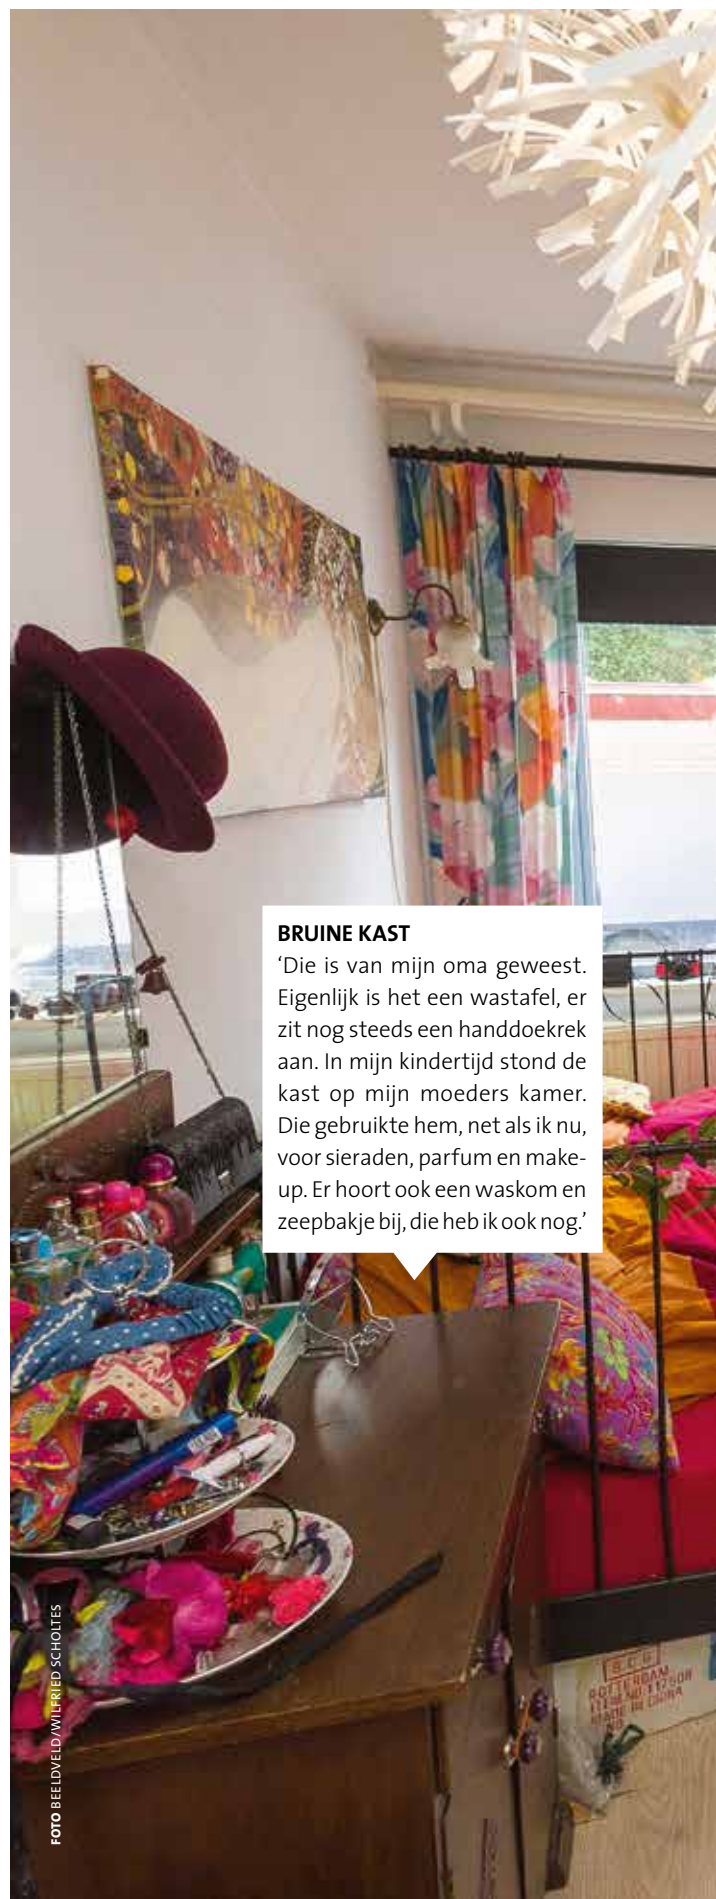 BRUINE KAST
‘Die is van mijn oma geweest.
Eigenlijk is het een wastafel, er
zit nog steeds een handdoekrek
aan. In mijn kindertijd stond de
kast op mijn moeders kamer.
Die gebruikte hem, net als ik nu,
voor sieraden, parfum en make-
up. Er hoort ook een waskom en
zeepbakje bij, die heb ik ook nog.’
FOTO BEELDVELD/WILFRIED SCHOLTES
ROTTERDAM
MADE IN CHINA